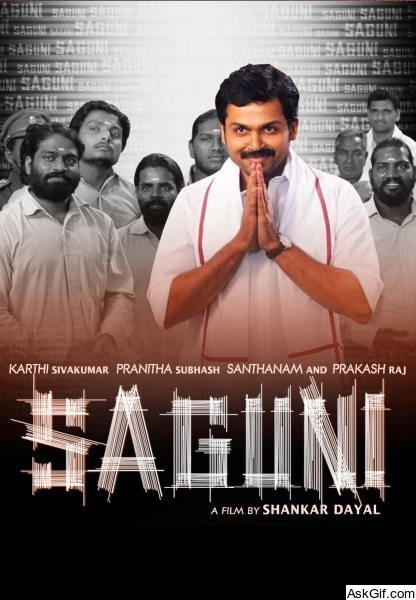 KARTHI SIVAKUMAR PRANITHA SUBHASH SANTHANAM AND PRAKASH RAJ
SAGUNI
A FILM BY SHANKAR DAYAL
AskGif.com